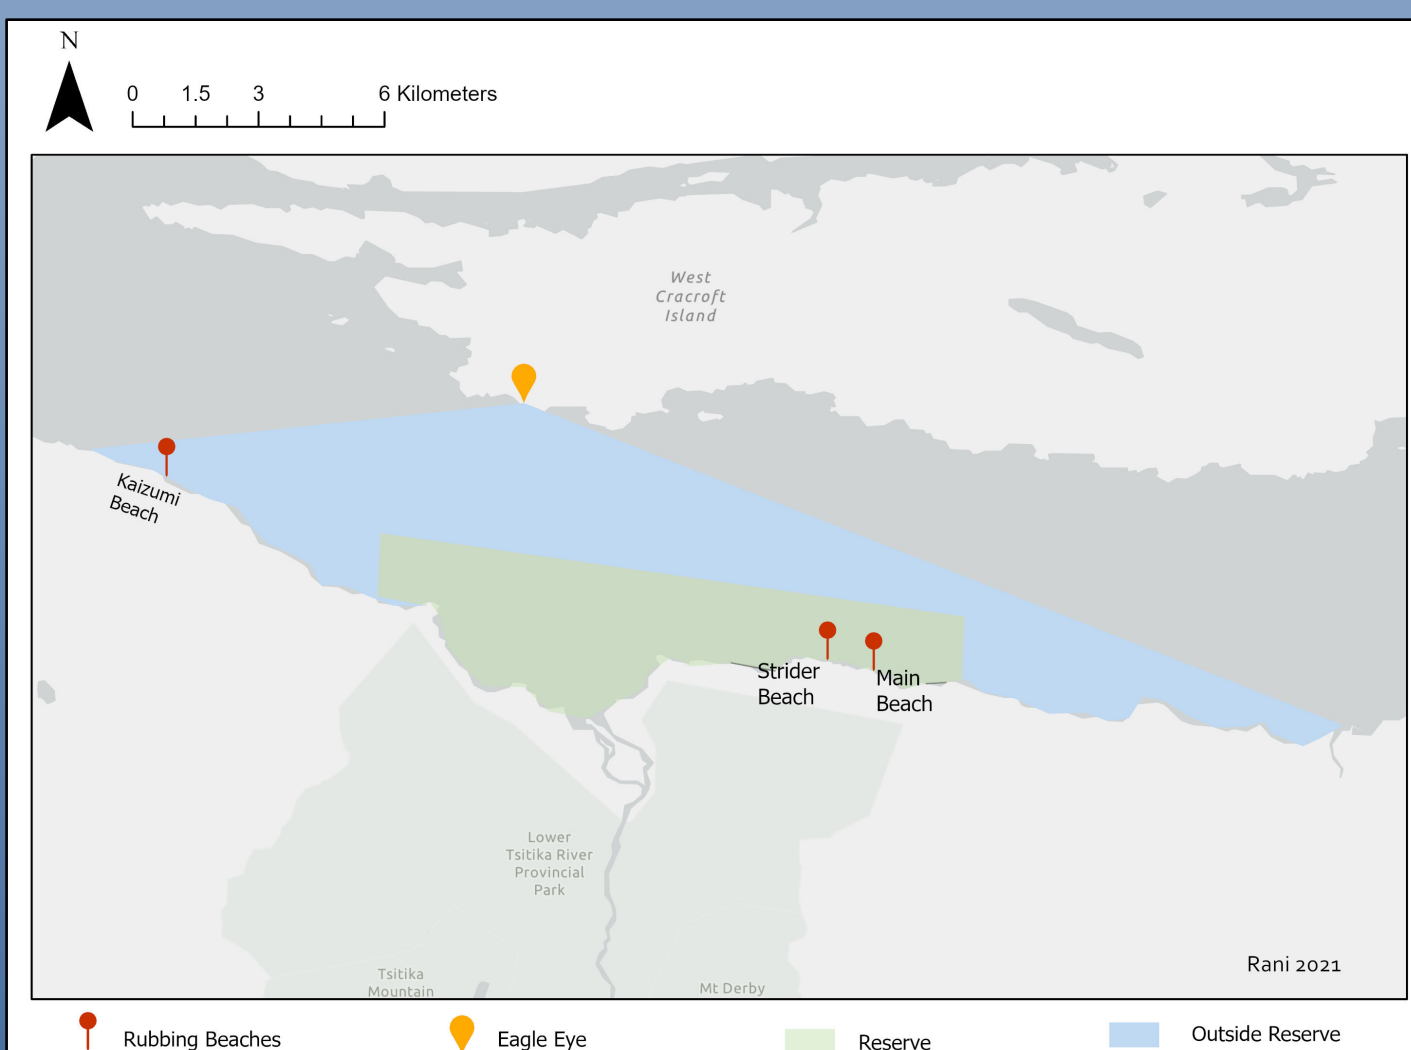 N
0 1.5 3 6 Kilometers
West
Cracroft
Island
Kaizumi
Beach
Strider
Beach
Main
Beach
Lower
Tsitika River
Provincial
Park
Tsitika
Mountain
Mt Derby
Rani 2021
Rubbing Beaches
Eagle Eye
Reserve
Outside Reserve